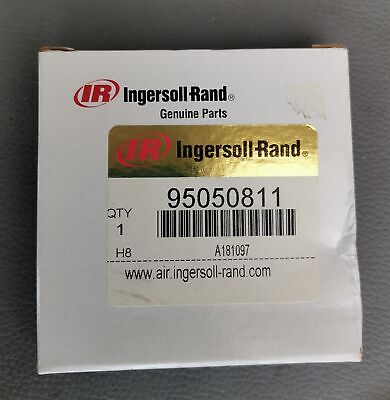 IR Ingersoll-Rand®
Genuine Parts
IR Ingersoll-Rand®
95050811
QTY
1
H8 A181097
www.air.ingersoll-rand.com